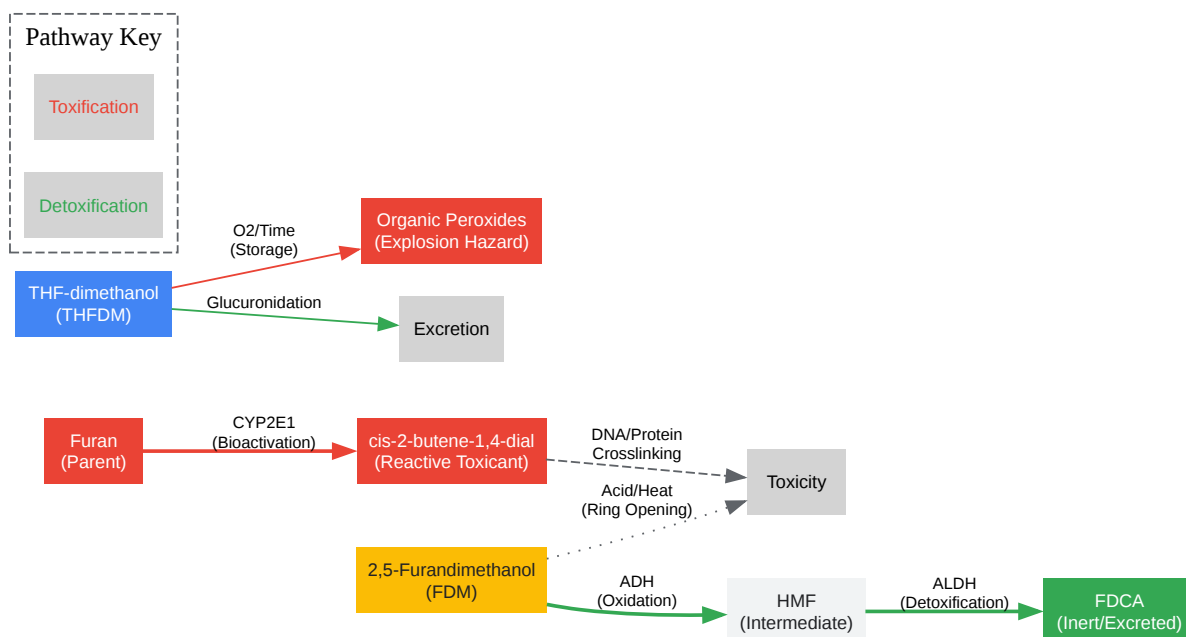 Pathway Key
Toxification
Detoxification
O2/Time
(Storage)
Organic Peroxides
(Explosion Hazard)
THF-dimethanol
(THFDM)
Glucuronidation
Excretion
Furan
(Parent)
CYP2E1
(Bioactivation)
cis-2-butene-1,4-dial
(Reactive Toxicant)
DNA/Protein
Crosslinking
Toxicity
Acid/Heat
(Ring Opening)
2,5-Furandimethanol
(FDM)
ADH
(Oxidation)
HMF
(Intermediate)
ALDH
(Detoxification)
FDCA
(Inert/Excreted)